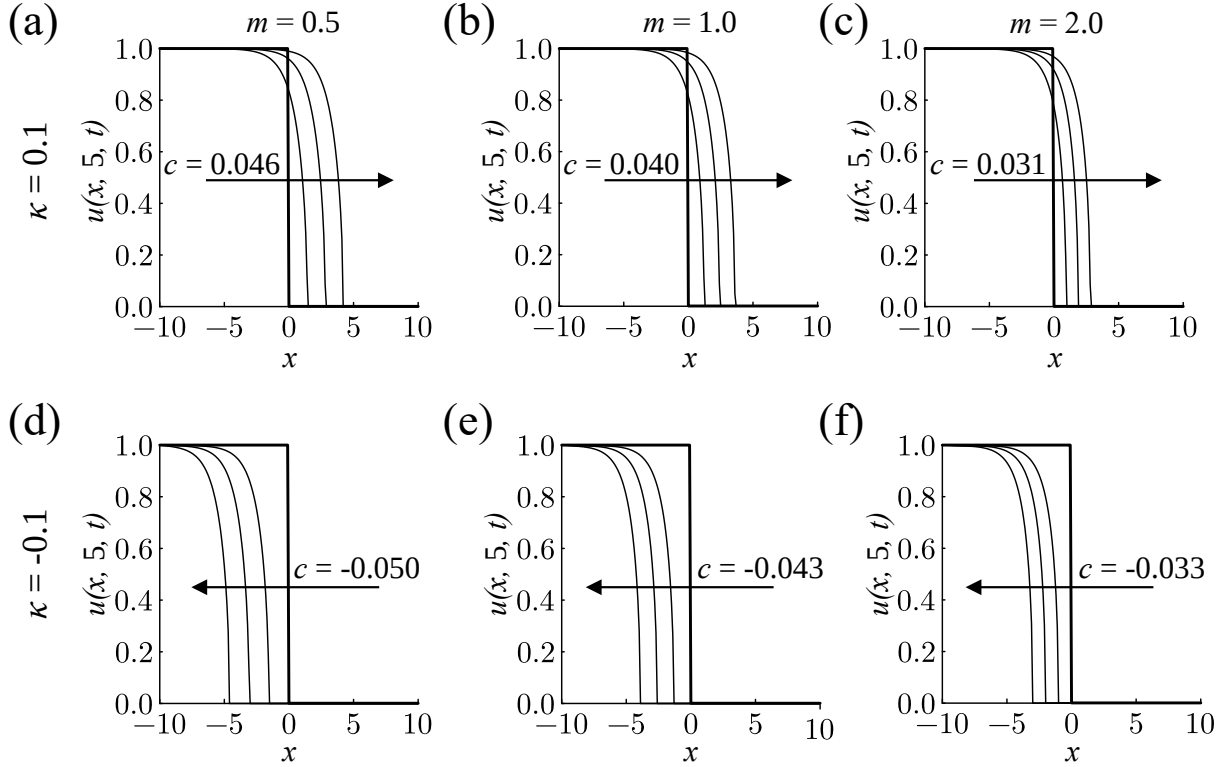 (a) m = 0.5
(b) m = 1.0
(c) m = 2.0
κ = 0.1
u(x, 5, t)
1.0
0.8
0.6
0.4
0.2
0.0
c = 0.046
−10 −5 0 5 10
x
u(x, 5, t)
1.0
0.8
0.6
0.4
0.2
0.0
c = 0.040
−10 −5 0 5 10
x
u(x, 5, t)
1.0
0.8
0.6
0.4
0.2
0.0
c = 0.031
−10 −5 0 5 10
x
(d)
(e)
(f)
κ = -0.1
u(x, 5, t)
1.0
0.8
0.6
0.4
0.2
0.0
c = -0.050
−10 −5 0 5 10
x
u(x, 5, t)
1.0
0.8
0.6
0.4
0.2
0.0
c = -0.043
−10 −5 0 5 10
x
u(x, 5, t)
1.0
0.8
0.6
0.4
0.2
0.0
c = -0.033
−10 −5 0 5 10
x